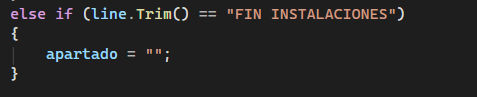 else if (line.Trim() == "FIN INSTALACIONES")
{
    apartado = "";
}